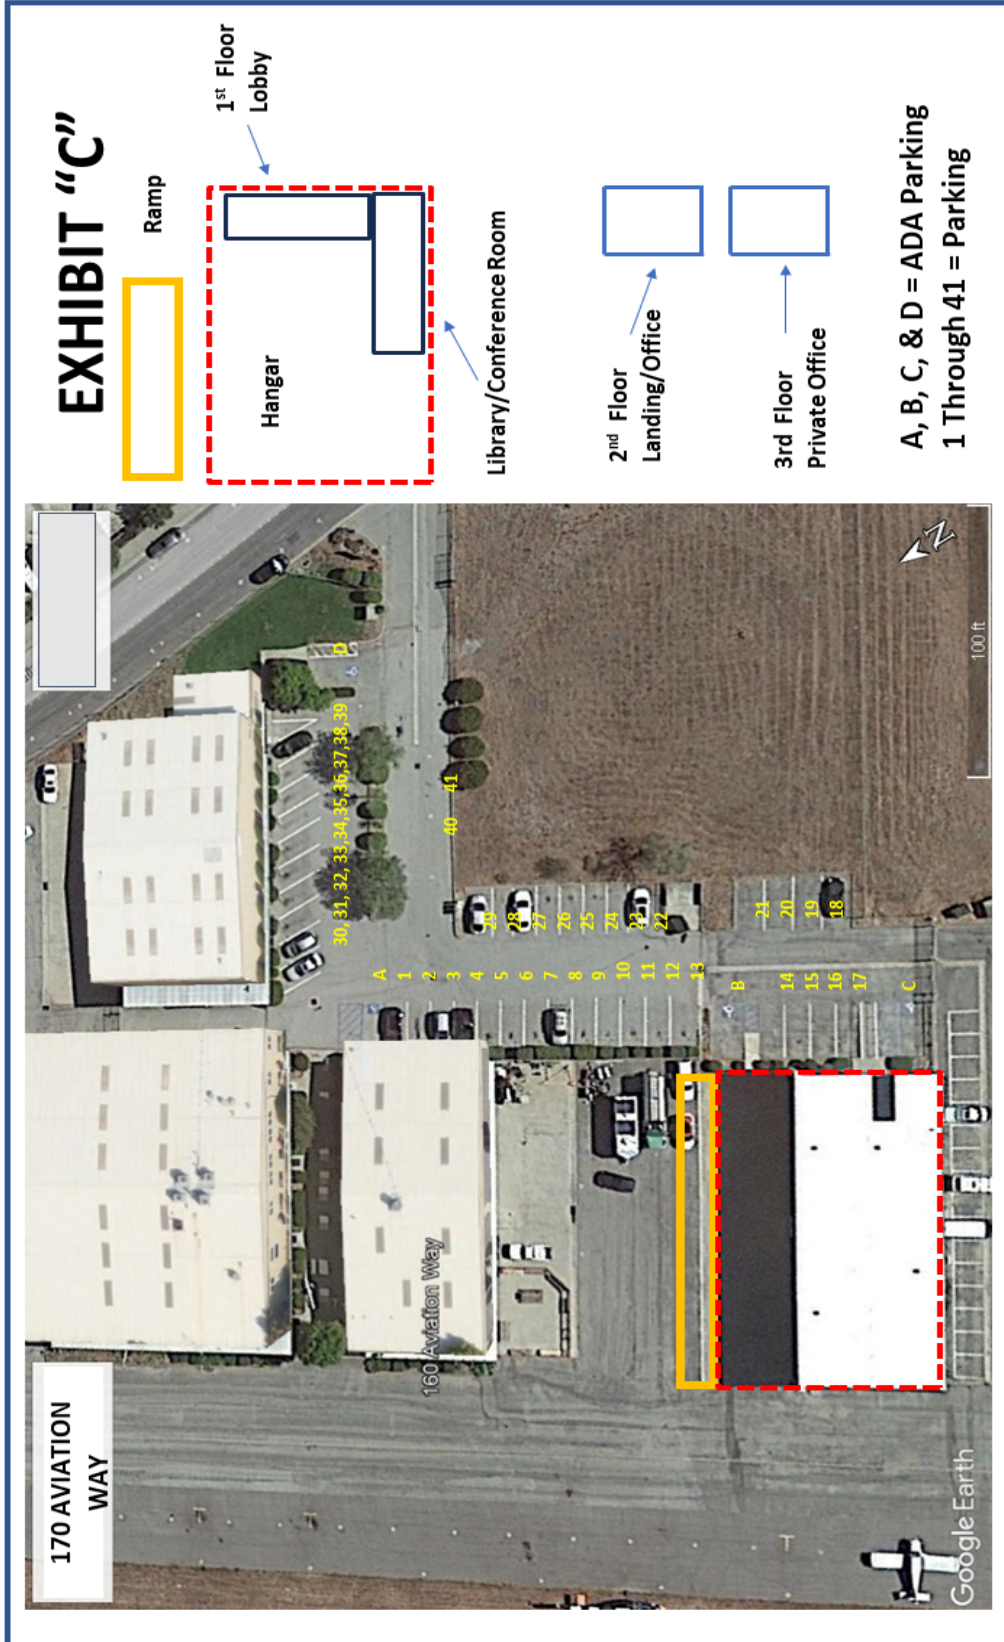 EXHIBIT “C”
Ramp
Hangar
1st Floor
Lobby
Library/Conference Room
2nd Floor
Landing/Office
3rd Floor
Private Office
A, B, C, & D = ADA Parking
1 Through 41 = Parking
170 AVIATION
WAY
160 Aviation Way
30, 31, 32, 33,34,35,36,37,38,39
D
40
41
A
1
2
3
4
5
6
7
8
9
10
11
12
13
B
14
15
16
17
C
29
28
27
26
25
24
23
22
21
20
19
18
N
100 ft
Google Earth